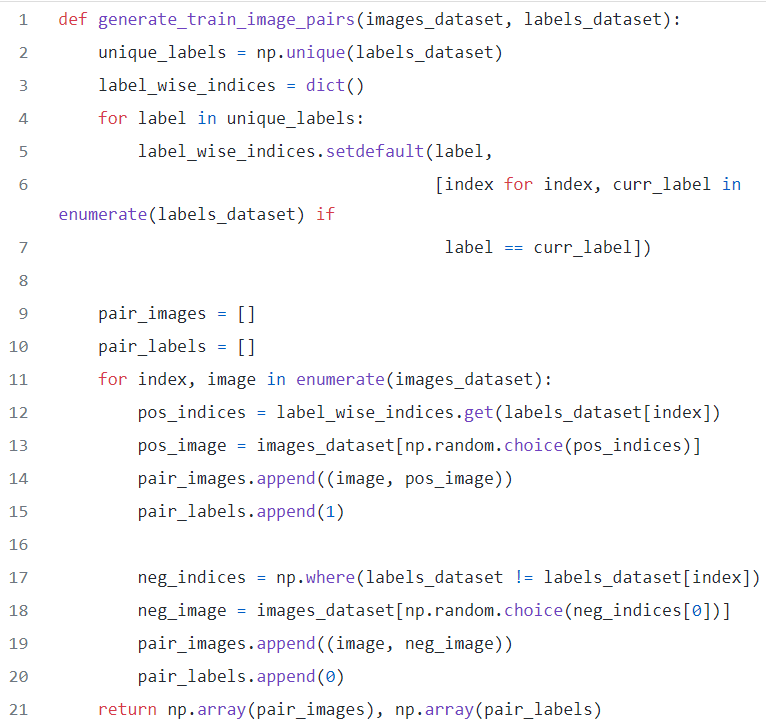 1 def generate_train_image_pairs(images_dataset, labels_dataset):
2     unique_labels = np.unique(labels_dataset)
3     label_wise_indices = dict()
4     for label in unique_labels:
5         label_wise_indices.setdefault(label,
6                                       [index for index, curr_label in
enumerate(labels_dataset) if
7                                        label == curr_label])
8
9     pair_images = []
10     pair_labels = []
11     for index, image in enumerate(images_dataset):
12         pos_indices = label_wise_indices.get(labels_dataset[index])
13         pos_image = images_dataset[np.random.choice(pos_indices)]
14         pair_images.append((image, pos_image))
15         pair_labels.append(1)
16
17         neg_indices = np.where(labels_dataset != labels_dataset[index])
18         neg_image = images_dataset[np.random.choice(neg_indices[0])]
19         pair_images.append((image, neg_image))
20         pair_labels.append(0)
21     return np.array(pair_images), np.array(pair_labels)